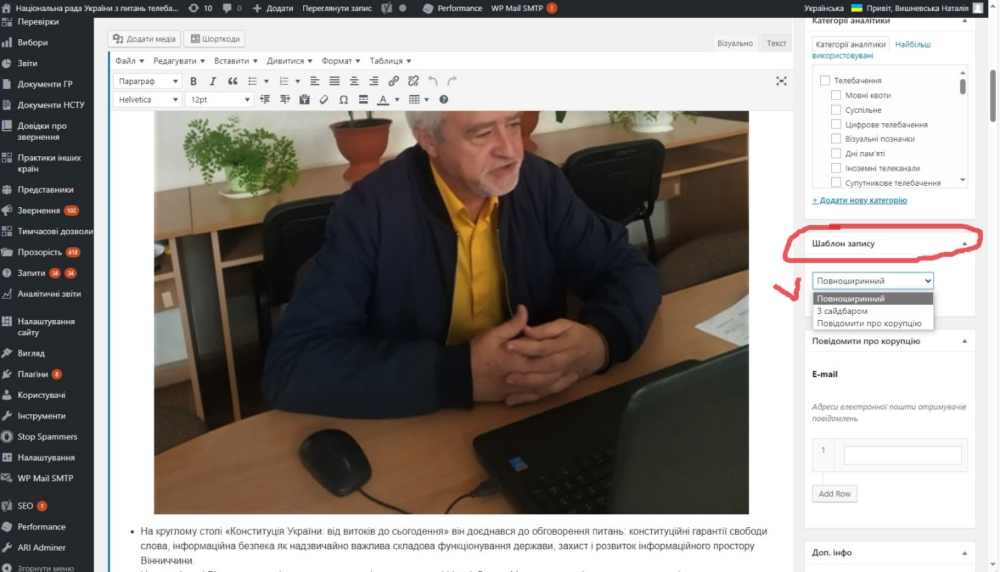 Національна рада України з питань телеба... 10 0 + Додати Переглянути запис Performance WP Mail SMTP ! Українська Привіт, Вишневська Наталія
Перевірки
Вибори
Звіти
Документи ГР
Документи НСТУ
Довідки про
звернення
Практики інших
країн
Представники
Звернення 102
Тимчасові дозволи
Прозорість 418
Запити 34 34
Аналітичні звіти
Налаштування
сайту
Вигляд
Плагіни 8
Користувачі
Інструменти
Stop Spammers
Налаштування
WP Mail SMTP
SEO 1
Performance
ARI Adminer
Згорнути меню
Додати медіа Шорткоди
Візуально Текст
Файл Редагувати Вставити Дивитися Формат Таблиця
Параграф B I
Helvetica 12pt Ω A
На круглому столі «Конституція України: від витоків до сьогодення» він доєднався до обговорення питань: конституційні гарантії свободи
слова, інформаційна безпека як надзвичайно важлива складова функціонування держави, захист і розвиток інформаційного простору
Вінниччини.
Категорії аналітики
Категорії аналітики Найбільш
використовувані
Телебачення
Мовні квоти
Суспільне
Цифрове телебачення
Візуальні позначки
Дні пам'яті
Іноземні телеканали
Супутникове телебачення
+ Додати нову категорію
Шаблон запису
Повноширинний
Повноширинний
З сайдбаром
Повідомити про корупцію
Повідомити про корупцію
E-mail
Адреси електронної пошти отримувачів
повідомлень
1
Add Row
Доп. інфо